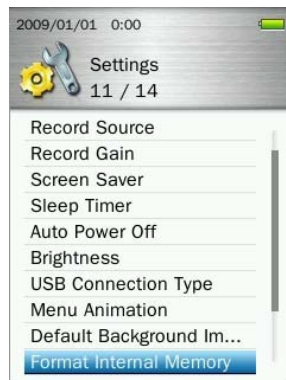 2009/01/01 0:00
Settings
11 / 14
Record Source
Record Gain
Screen Saver
Sleep Timer
Auto Power Off
Brightness
USB Connection Type
Menu Animation
Default Background Im...
Format Internal Memory